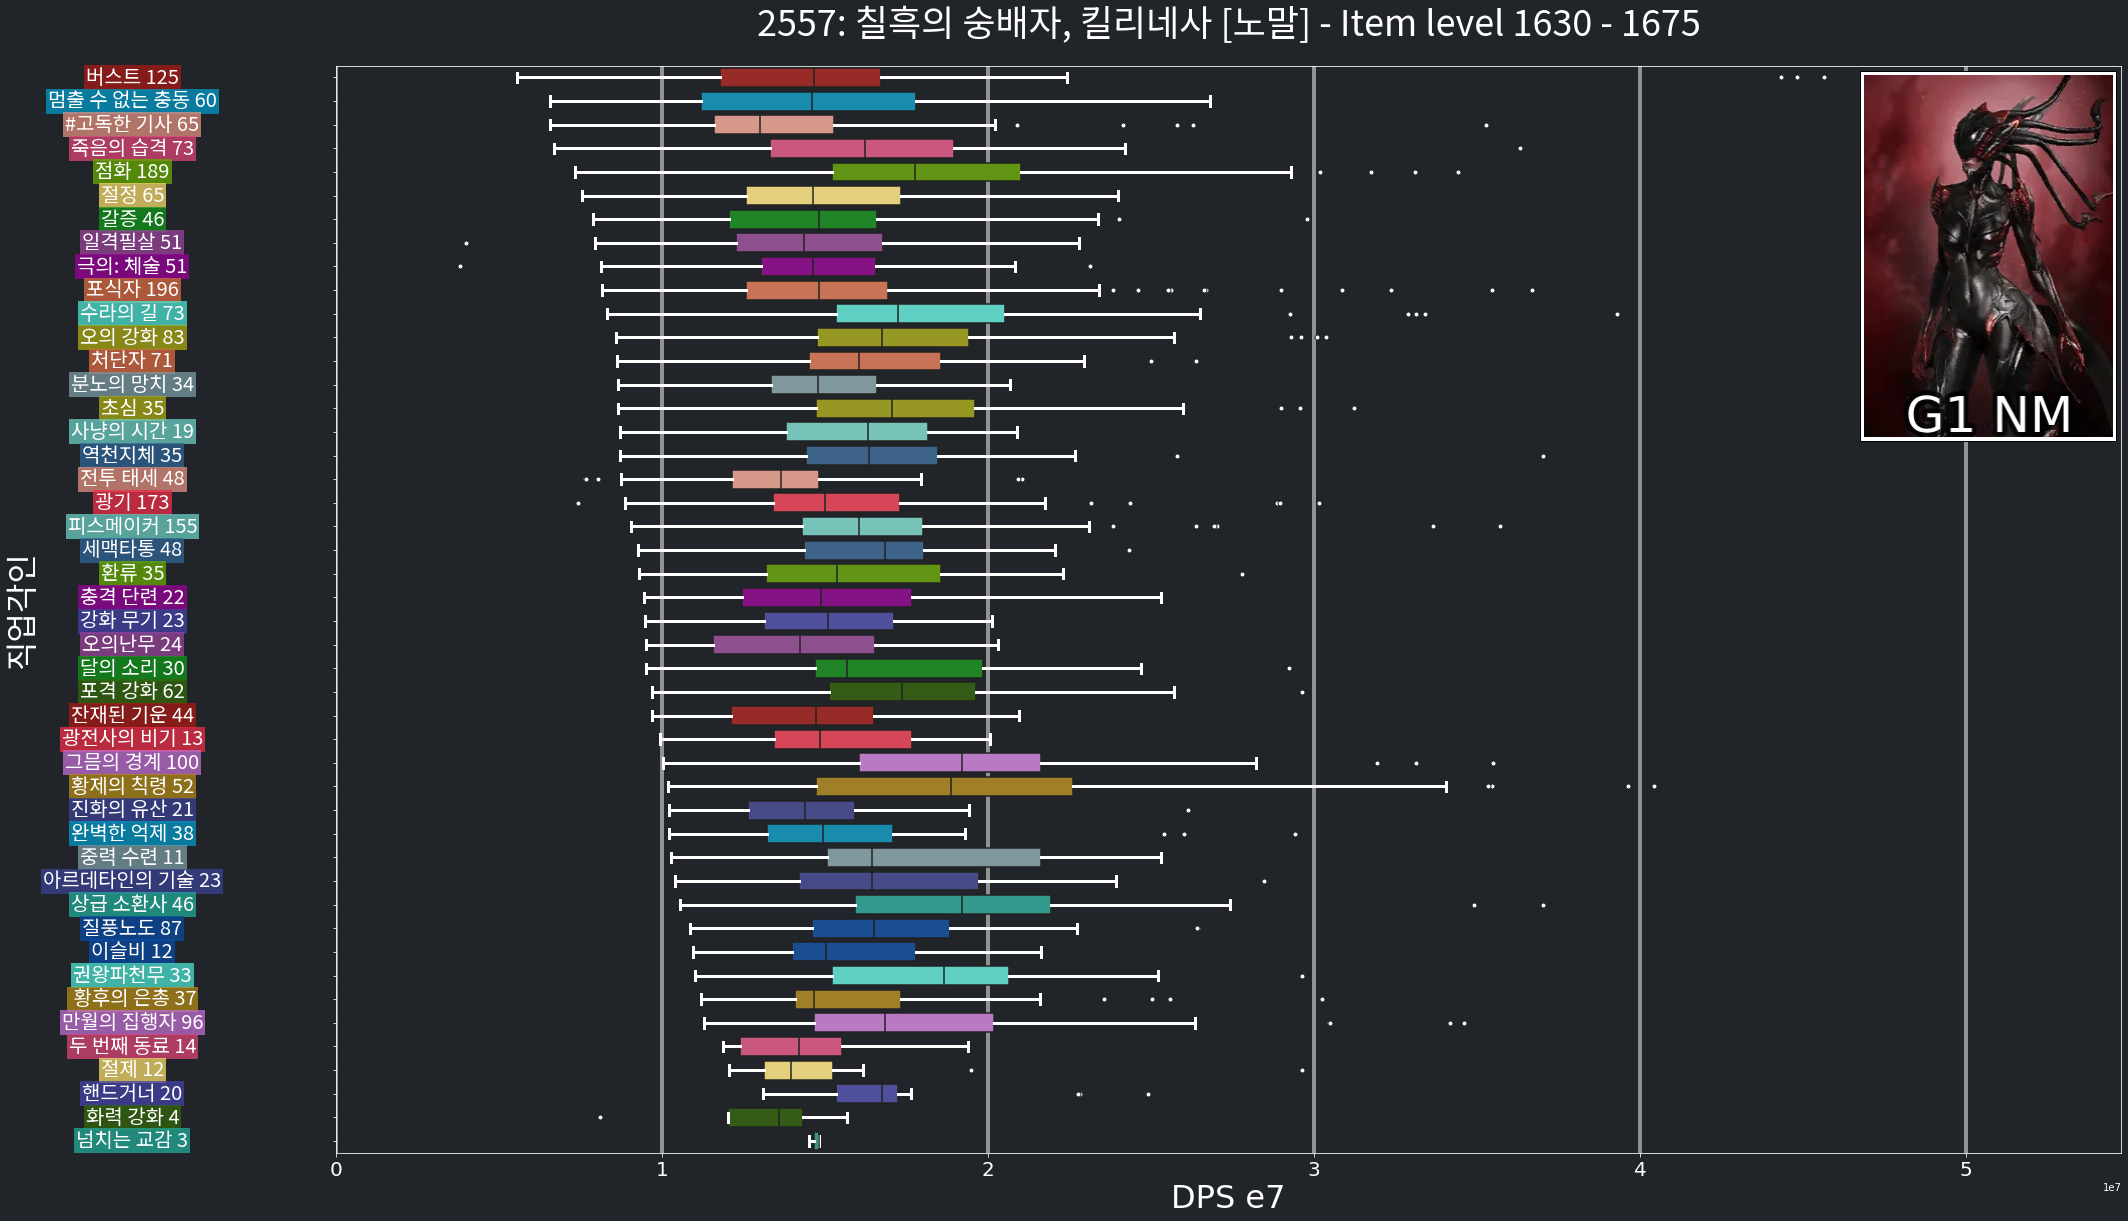 2557: 칠흑의 숭배자, 킬리네사 [노말] - Item level 1630 - 1675
버스트 125
멈출 수 없는 충동 60
#고독한 기사 65
죽음의 습격 73
점화 189
절정 65
갈증 46
일격필살 51
극의: 체술 51
포식자 196
수라의 길 73
오의 강화 83
처단자 71
분노의 망치 34
초심 35
사냥의 시간 19
역천지체 35
전투 태세 48
광기 173
피스메이커 155
세맥타통 48
환류 35
충격 단련 22
강화 무기 23
오의난무 24
달의 소리 30
포격 강화 62
잔재된 기운 44
광전사의 비기 13
그믐의 경계 100
황제의 칙령 52
진화의 유산 21
완벽한 억제 38
중력 수련 11
아르데타인의 기술 23
상급 소환사 46
질풍노도 87
이슬비 12
권왕파천무 33
황후의 은총 37
만월의 집행자 96
두 번째 동료 14
절제 12
핸드거너 20
화력 강화 4
넘치는 교감 3
직업각인
G1 NM
0 1 2 3 4 5
DPS e7
1e7